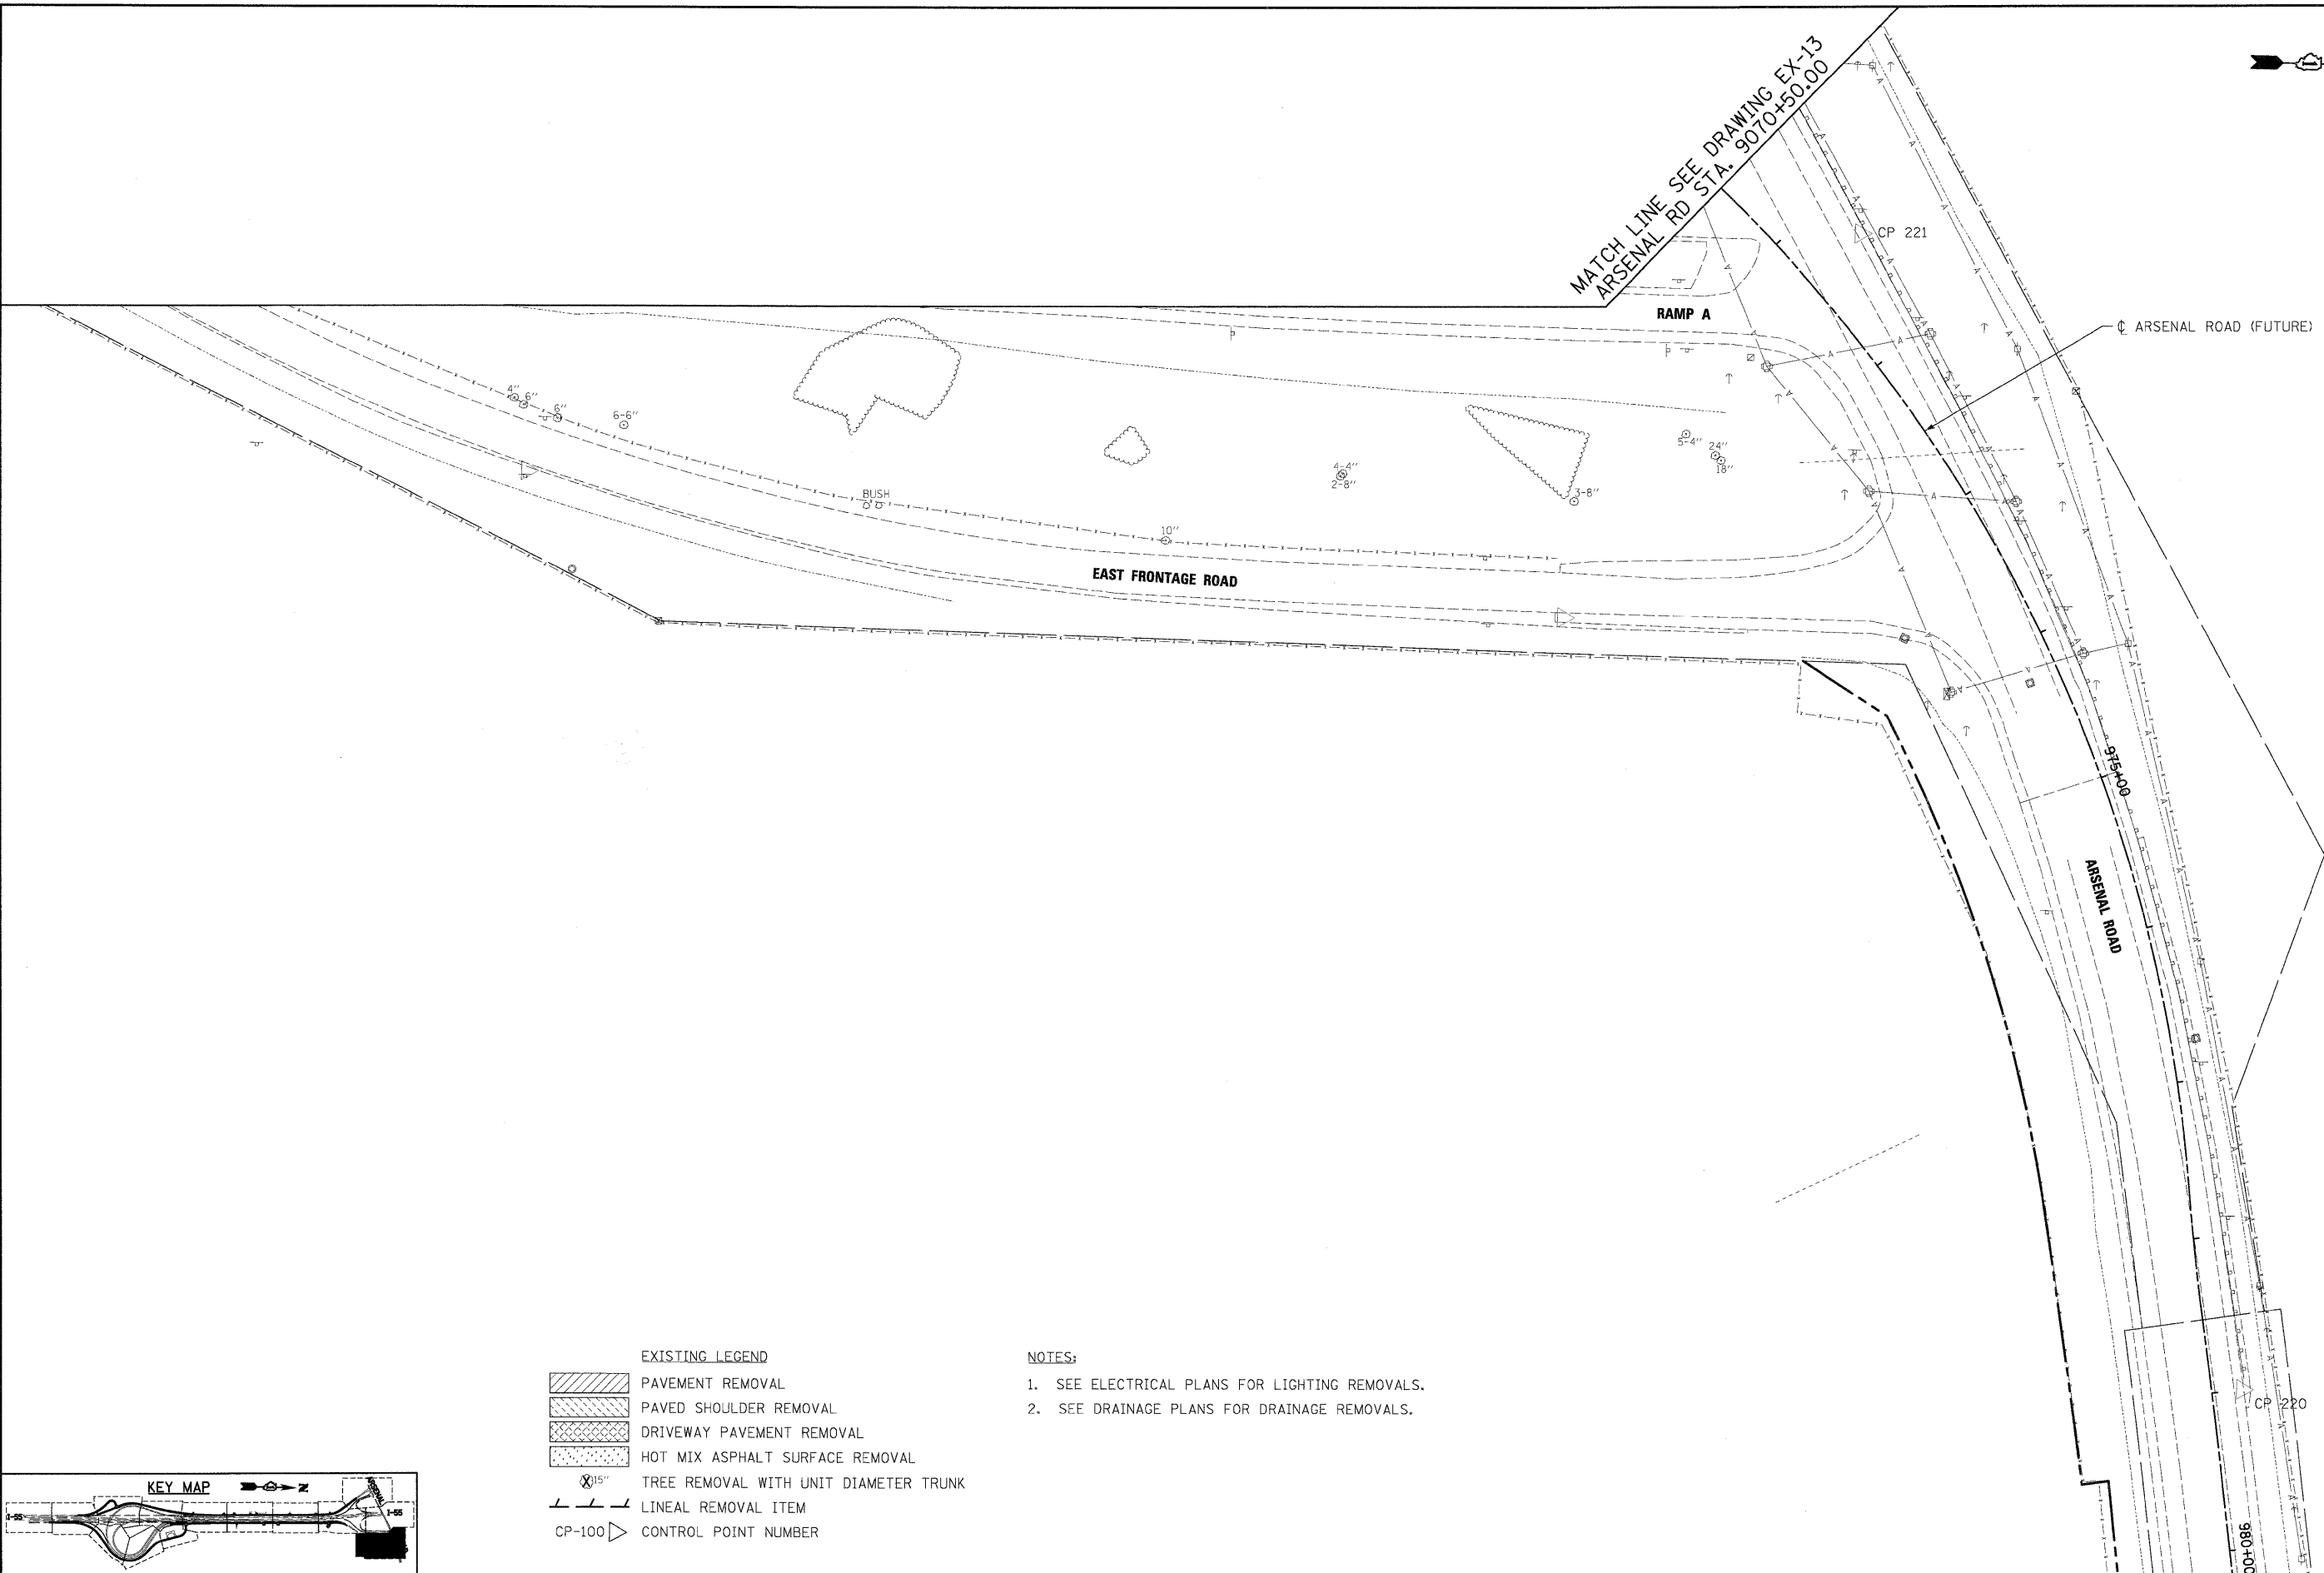 MATCH LINE SEE DRAWING EX-13
ARSENAL RD STA. 9070+50.00
CP 221
RAMP A
℄ ARSENAL ROAD (FUTURE)
4"
6"
6"
6-6"
5-4"
24"
18"
4-4"
2-8"
3-8"
BUSH
10"
EAST FRONTAGE ROAD
975+00
ARSENAL ROAD
CP 220
980+00
EXISTING LEGEND
PAVEMENT REMOVAL
PAVED SHOULDER REMOVAL
DRIVEWAY PAVEMENT REMOVAL
HOT MIX ASPHALT SURFACE REMOVAL
15" TREE REMOVAL WITH UNIT DIAMETER TRUNK
LINEAL REMOVAL ITEM
CP-100 CONTROL POINT NUMBER
NOTES:
1. SEE ELECTRICAL PLANS FOR LIGHTING REMOVALS.
2. SEE DRAINAGE PLANS FOR DRAINAGE REMOVALS.
KEY MAP
N
I-55
ARSENAL
I-55